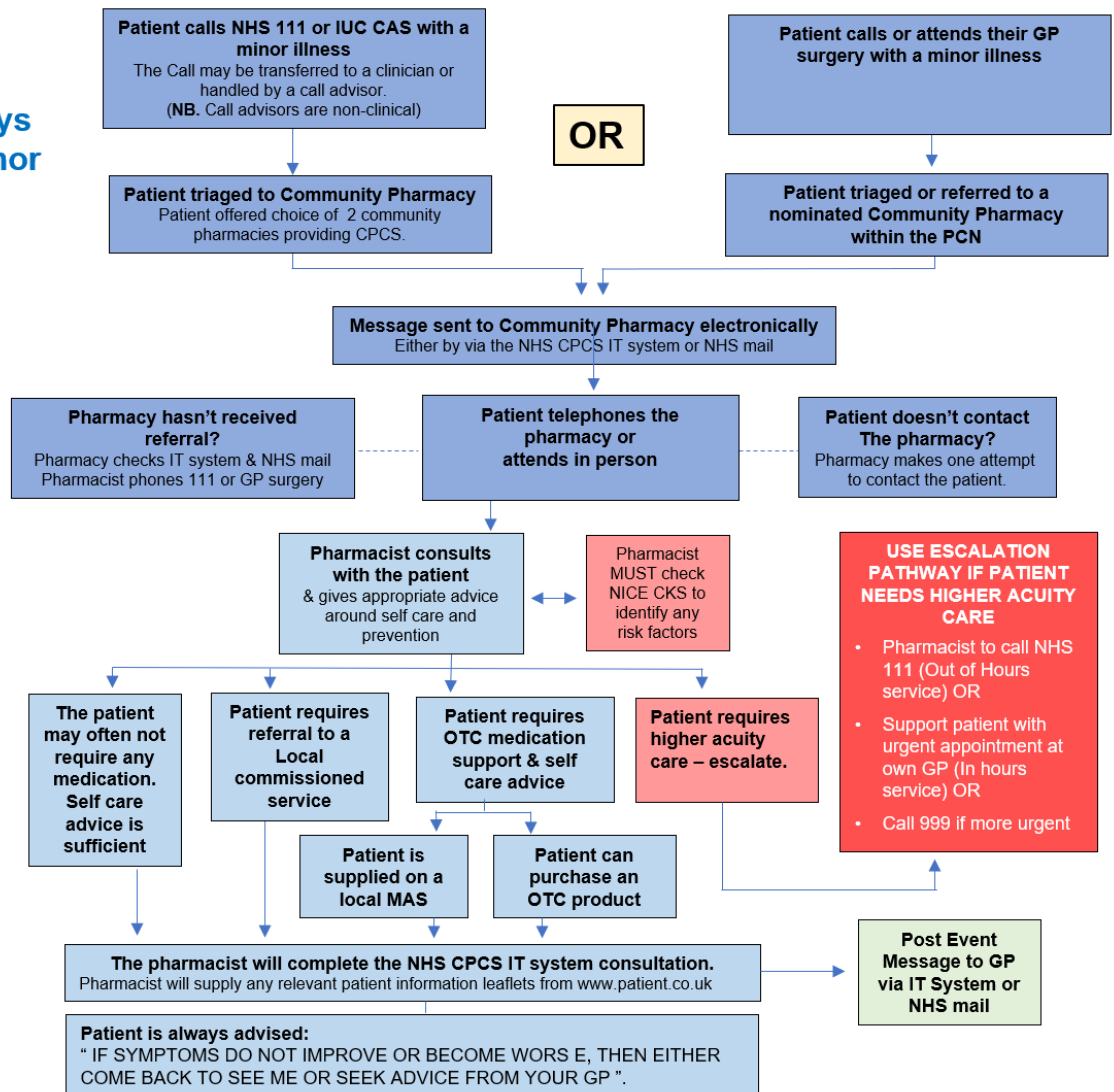 ys
nor
Patient calls NHS 111 or IUC CAS with a
minor illness
The Call may be transferred to a clinician or
handled by a call advisor.
(NB. Call advisors are non-clinical)
OR
Patient calls or attends their GP
surgery with a minor illness
Patient triaged to Community Pharmacy
Patient offered choice of 2 community
pharmacies providing CPCS.
Patient triaged or referred to a
nominated Community Pharmacy
within the PCN
Message sent to Community Pharmacy electronically
Either by via the NHS CPCS IT system or NHS mail
Pharmacy hasn't received
referral?
Pharmacy checks IT system & NHS mail
Pharmacist phones 111 or GP surgery
Patient telephones the
pharmacy or
attends in person
Patient doesn't contact
The pharmacy?
Pharmacy makes one attempt
to contact the patient.
Pharmacist consults
with the patient
& gives appropriate advice
around self care and
prevention
Pharmacist
MUST check
NICE CKS to
identify any
risk factors
USE ESCALATION
PATHWAY IF PATIENT
NEEDS HIGHER ACUITY
CARE
• Pharmacist to call NHS
111 (Out of Hours
service) OR
• Support patient with
urgent appointment at
own GP (In hours
service) OR
• Call 999 if more urgent
The patient
may often not
require any
medication.
Self care
advice is
sufficient
Patient requires
referral to a
Local
commissioned
service
Patient requires
OTC medication
support & self
care advice
Patient requires
higher acuity
care – escalate.
Patient is
supplied on a
local MAS
Patient can
purchase an
OTC product
The pharmacist will complete the NHS CPCS IT system consultation.
Pharmacist will supply any relevant patient information leaflets from www.patient.co.uk
Post Event
Message to GP
via IT System or
NHS mail
Patient is always advised:
“ IF SYMPTOMS DO NOT IMPROVE OR BECOME WORS E, THEN EITHER
COME BACK TO SEE ME OR SEEK ADVICE FROM YOUR GP ”.